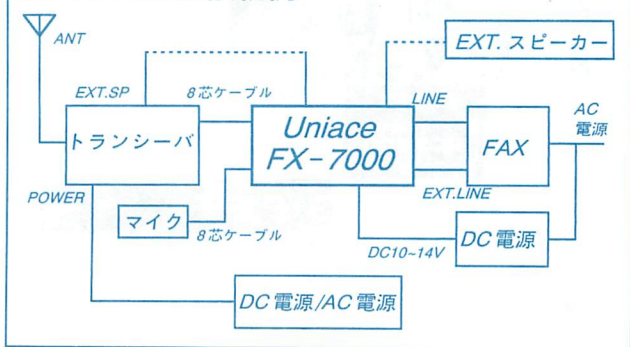 ANT
EXT. スピーカー
EXT.SP
8芯ケーブル
LINE
AC
電源
トランシーバ
Uniace
FX-7000
FAX
POWER
EXT.LINE
マイク
8芯ケーブル
DC10~14V
DC電源
DC電源/AC電源